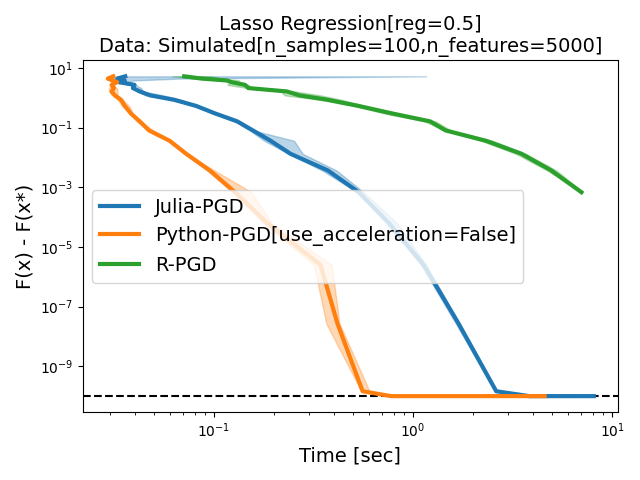 Lasso Regression[reg=0.5]
Data: Simulated[n_samples=100,n_features=5000]
F(x) - F(x*)
10¹
10⁻¹
10⁻³
10⁻⁵
10⁻⁷
10⁻⁹
Julia-PGD
Python-PGD[use_acceleration=False]
R-PGD
10⁻¹
10⁰
10¹
Time [sec]